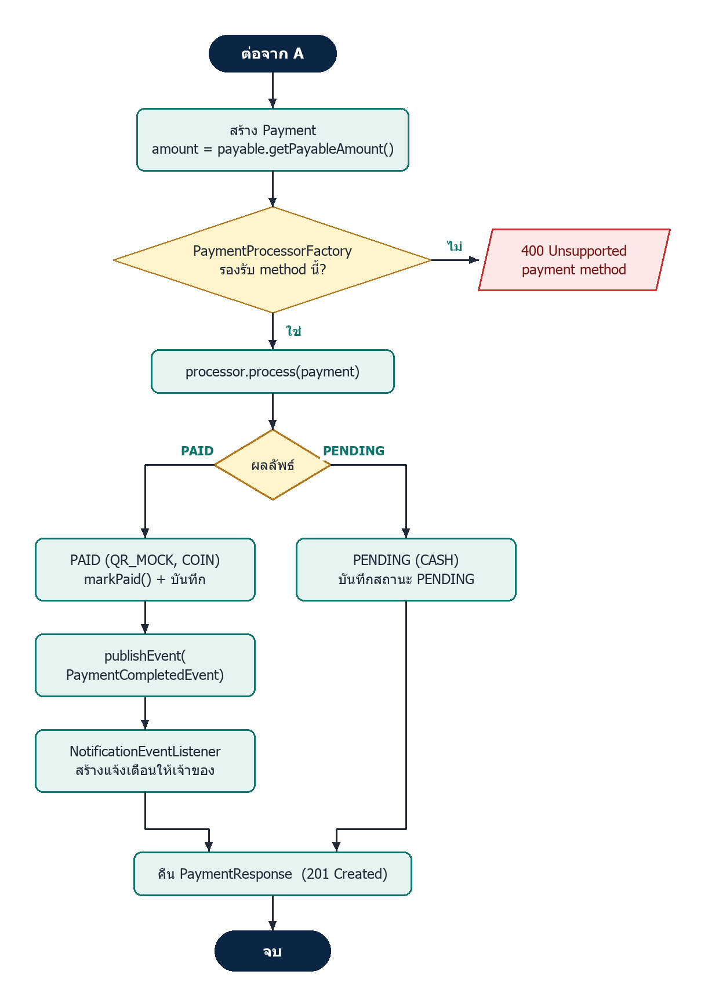 ต่อจาก A
สร้าง Payment
amount = payable.getPayableAmount()
PaymentProcessorFactory
รองรับ method นี้?
ไม่
400 Unsupported
payment method
ใช่
processor.process(payment)
PAID
PENDING
ผลลัพธ์
PAID (QR_MOCK, COIN)
markPaid() + บันทึก
PENDING (CASH)
บันทึกสถานะ PENDING
publishEvent(
PaymentCompletedEvent)
NotificationEventListener
สร้างแจ้งเตือนให้เจ้าของ
คืน PaymentResponse  (201 Created)
จบ